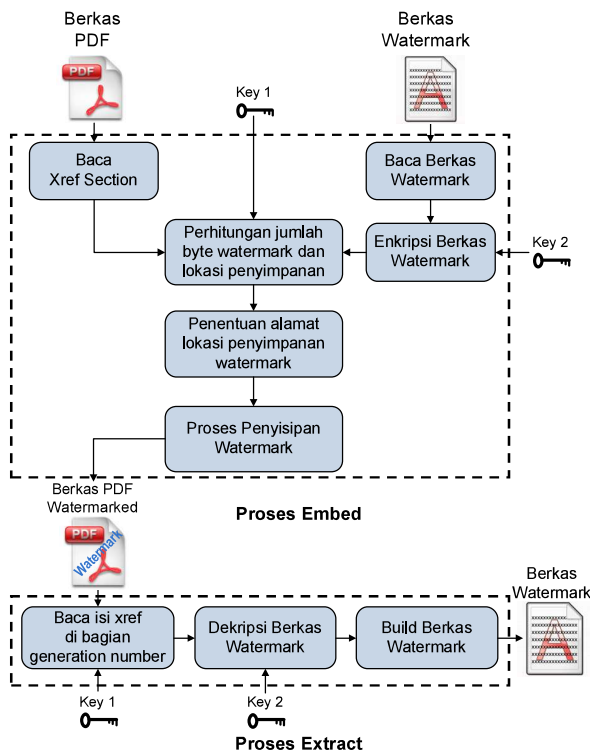 Berkas
PDF
Berkas
Watermark
PDF
A
Key 1
Baca
Xref Section
Baca Berkas
Watermark
Perhitungan jumlah
byte watermark dan
lokasi penyimpanan
Enkripsi Berkas
Watermark
Key 2
Penentuan alamat
lokasi penyimpanan
watermark
Proses Penyisipan
Watermark
Berkas PDF
Watermarked
Proses Embed
PDF
Watermark
Berkas
Watermark
A
Baca isi xref
di bagian
generation number
Dekripsi Berkas
Watermark
Build Berkas
Watermark
Key 1
Key 2
Proses Extract